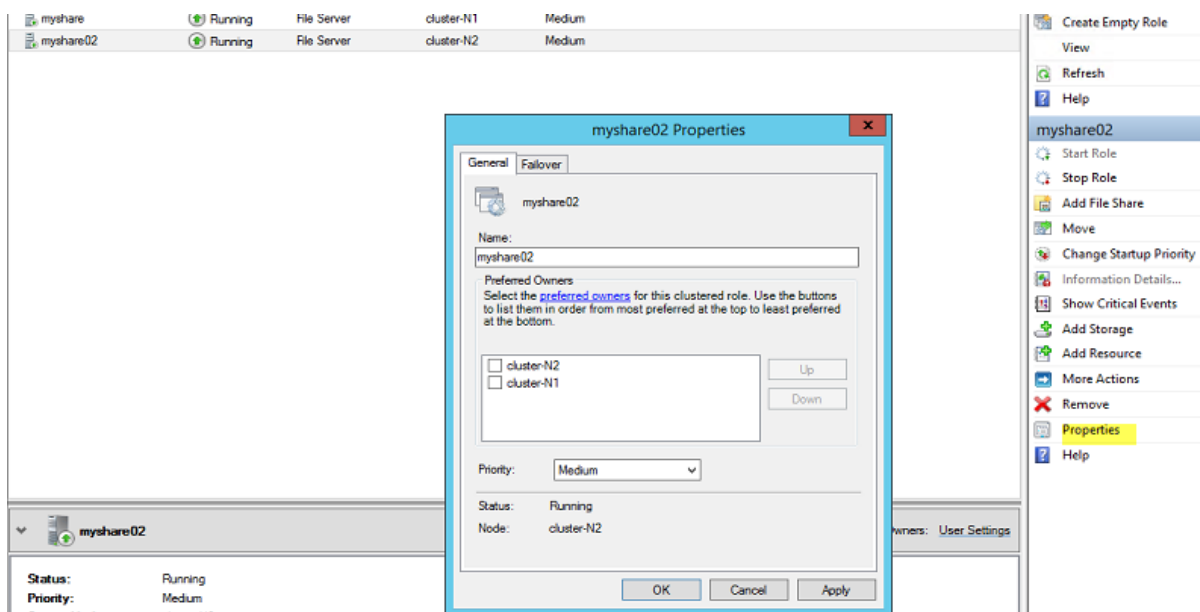 myshare Running File Server cluster-N1 Medium
myshare02 Running File Server cluster-N2 Medium
Create Empty Role
View
Refresh
Help
myshare02
Start Role
Stop Role
Add File Share
Move
Change Startup Priority
Information Details...
Show Critical Events
Add Storage
Add Resource
More Actions
Remove
Properties
Help
myshare02 Properties
General Failover
myshare02
Name:
myshare02
Preferred Owners
Select the preferred owners for this clustered role. Use the buttons
to list them in order from most preferred at the top to least preferred
at the bottom.
cluster-N2
cluster-N1
Up
Down
Priority: Medium
Status: Running
Node: cluster-N2
OK Cancel Apply
myshare02
wners: User Settings
Status: Running
Priority: Medium